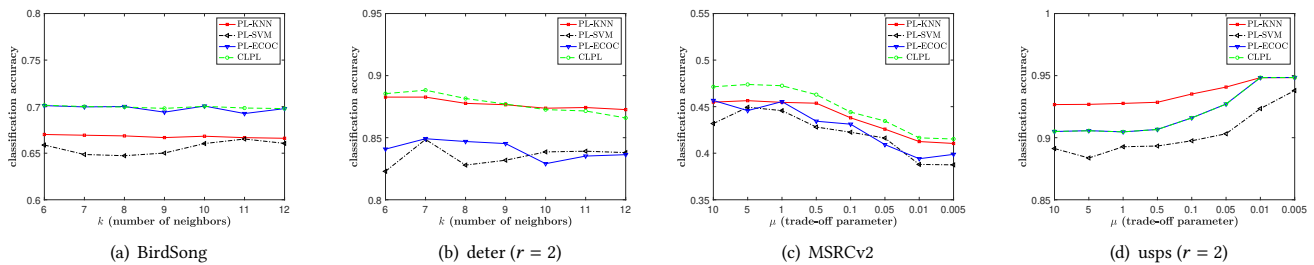 classification accuracy
0.8
0.75
0.7
0.65
0.6
6
7
8
9
10
11
12
k (number of neighbors)
PL-KNN
PL-SVM
PL-ECOC
CLPL
(a) BirdSong
classification accuracy
0.95
0.9
0.85
0.8
6
7
8
9
10
11
12
k (number of neighbors)
PL-KNN
PL-SVM
PL-ECOC
CLPL
(b) deter (r = 2)
classification accuracy
0.55
0.5
0.45
0.4
0.35
10
5
1
0.5
0.1
0.05
0.01
0.005
μ (trade-off parameter)
PL-KNN
PL-SVM
PL-ECOC
CLPL
(c) MSRCv2
classification accuracy
1
0.95
0.9
0.85
10
5
1
0.5
0.1
0.05
0.01
0.005
μ (trade-off parameter)
PL-KNN
PL-SVM
PL-ECOC
CLPL
(d) usps (r = 2)